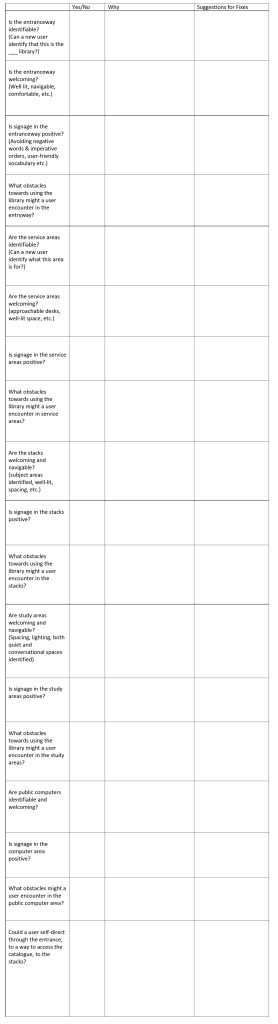 Yes/No Why Suggestions for Fixes
Is the entranceway
identifiable?
(Can a new user
identify that this is the
___ library?)
Is the entranceway
welcoming?
(Well lit, navigable,
comfortable, etc.)
Is signage in the
entranceway positive?
(Avoiding negative
words & imperative
orders, user-friendly
vocabulary etc.)
What obstacles
towards using the
library might a user
encounter in the
entryway?
Are the service areas
identifiable?
(Can a new user
identify what this area
is for?)
Are the service areas
welcoming?
(approachable desks,
well-lit space, etc.)
Is signage in the service
areas positive?
What obstacles
towards using the
library might a user
encounter in service
areas?
Are the stacks
welcoming and
navigable?
(subject areas
identified, well-lit,
spacing, etc.)
Is signage in the stacks
positive?
What obstacles
towards using the
library might a user
encounter in the
stacks?
Are study areas
welcoming and
navigable?
(Spacing, lighting, both
quiet and
conversational spaces
identified)
Is signage in the study
areas positive?
What obstacles
towards using the
library might a user
encounter in the study
areas?
Are public computers
identifiable and
welcoming?
Is signage in the
computer area
positive?
What obstacles might a
user encounter in the
public computer area?
Could a user self-direct
through the entrance,
to a way to access the
catalogue, to the
stacks?